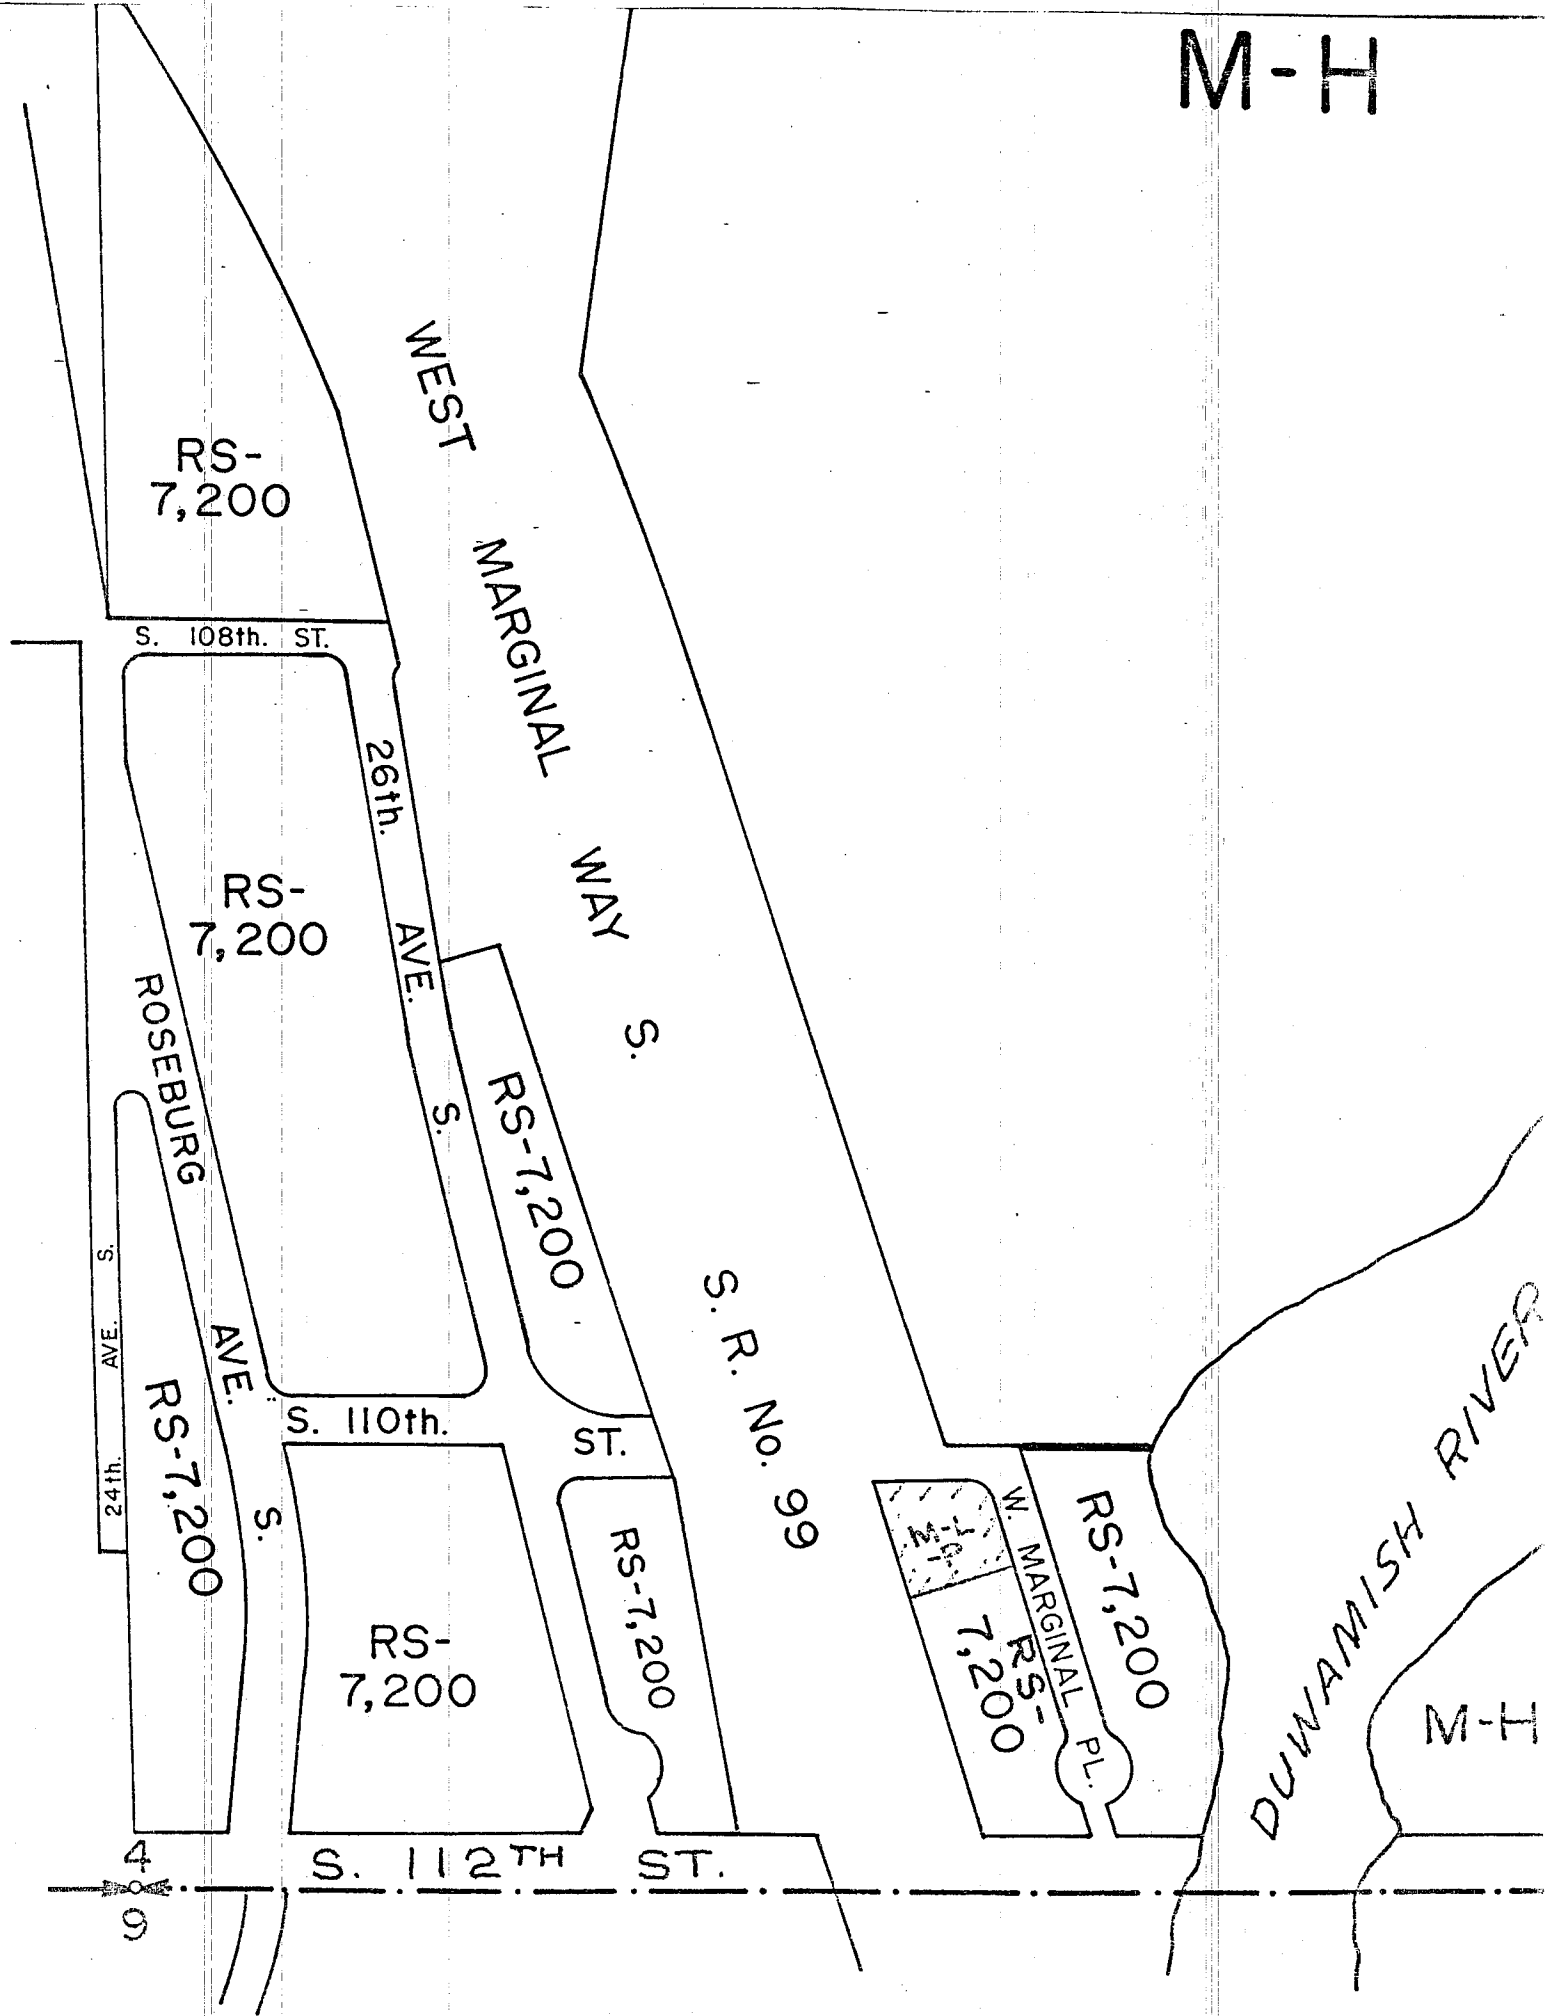 M-H
WEST MARGINAL WAY S.
RS-
7,200
S. 108th. ST.
26th. AVE. S.
RS-
7,200
ROSEBURG AVE. S.
RS-7,200
24th. AVE. S.
RS-7,200
S. R. No. 99
S. 110th. ST.
RS-
7,200
RS-7,200
M-L
-P
W. MARGINAL PL.
RS-
7,200
RS-7,200
DUWAMISH RIVER
M-H
4
S. 112TH ST.
9